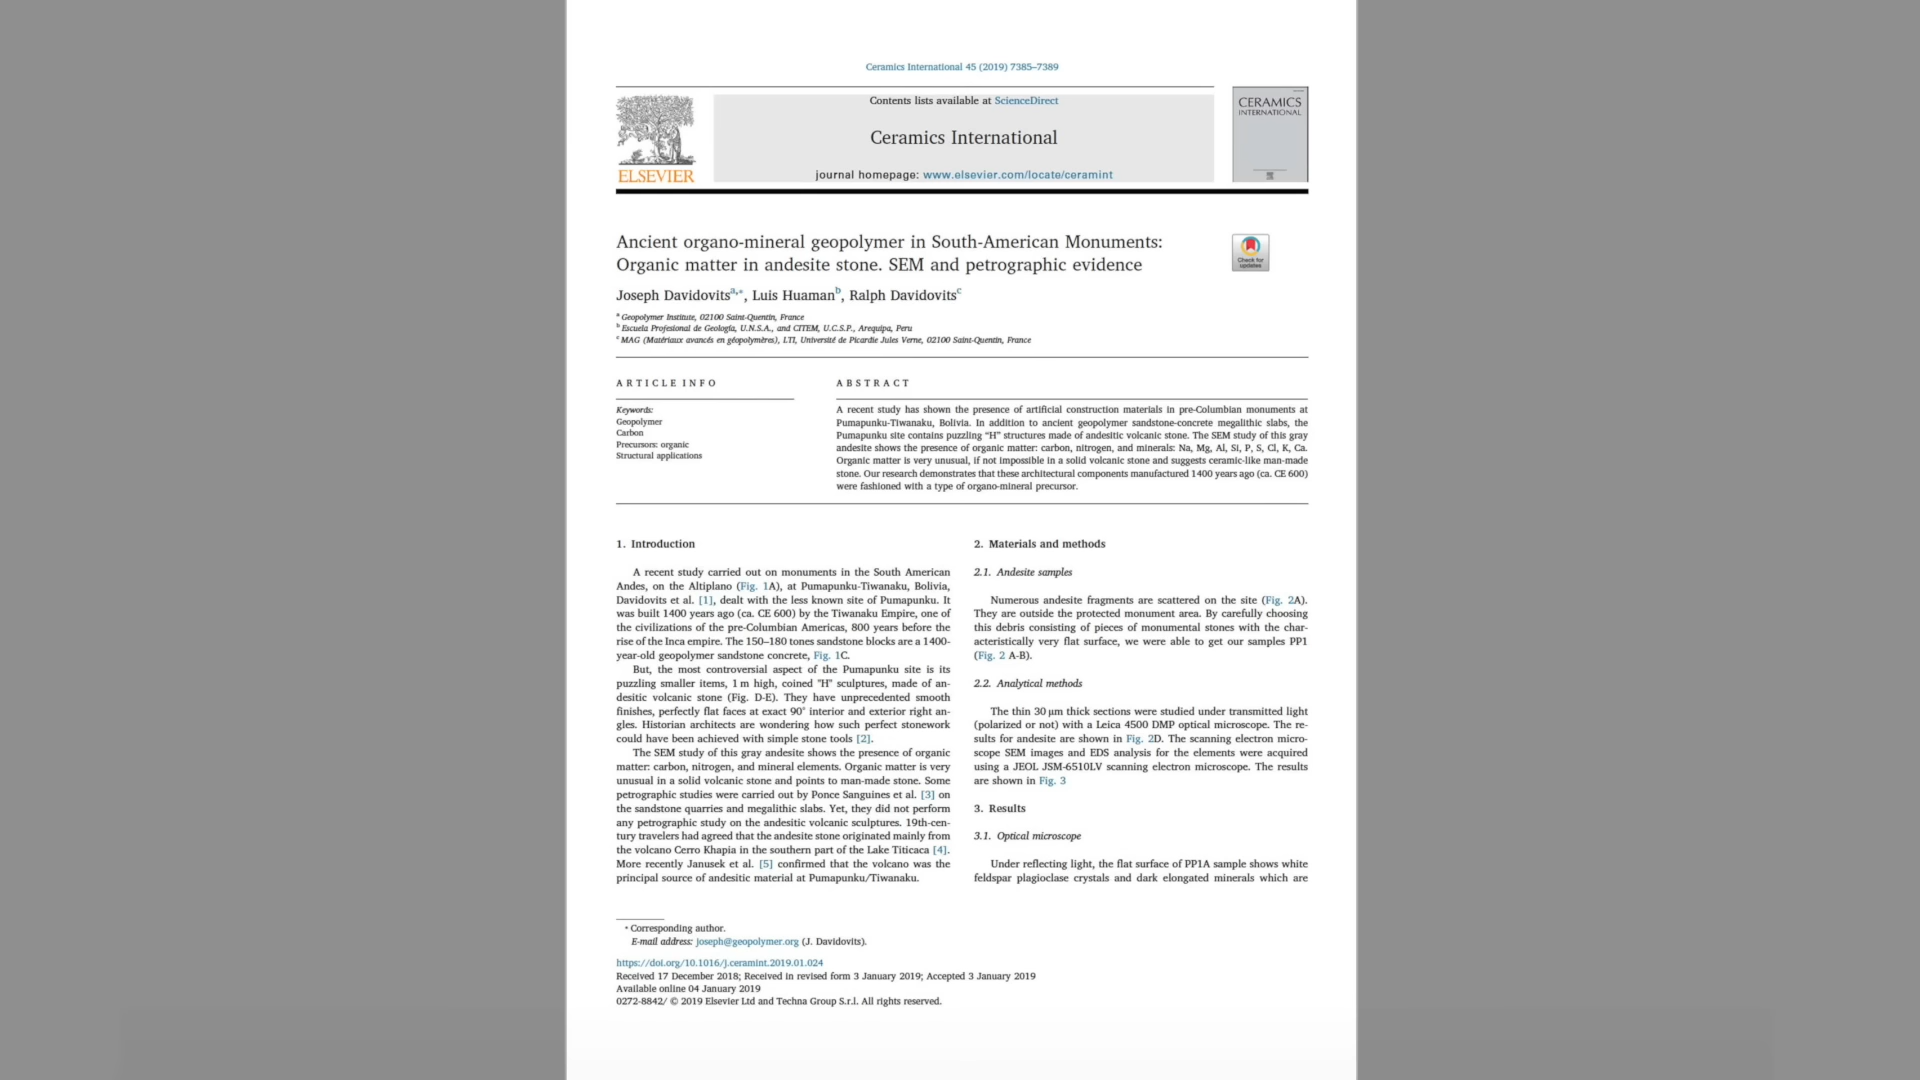 Ceramics International 45 (2019) 7385–7389
Contents lists available at ScienceDirect
Ceramics International
journal homepage: www.elsevier.com/locate/ceramint
ELSEVIER
CERAMICS
INTERNATIONAL
Ancient organo-mineral geopolymer in South-American Monuments:
Organic matter in andesite stone. SEM and petrographic evidence
Check for
updates
Joseph Davidovits a,*, Luis Huaman b, Ralph Davidovits c
a Geopolymer Institute, 02100 Saint-Quentin, France
b Escuela Profesional de Geología, U.N.S.A., and CITEM, U.C.S.P., Arequipa, Peru
c MAG (Matériaux avancés en géopolymères), LTI, Université de Picardie Jules Verne, 02100 Saint-Quentin, France
ARTICLE INFO
Keywords:
Geopolymer
Carbon
Precursors: organic
Structural applications
ABSTRACT
A recent study has shown the presence of artificial construction materials in pre-Columbian monuments at
Pumapunku-Tiwanaku, Bolivia. In addition to ancient geopolymer sandstone-concrete megalithic slabs, the
Pumapunku site contains puzzling “H” structures made of andesitic volcanic stone. The SEM study of this gray
andesite shows the presence of organic matter: carbon, nitrogen, and minerals: Na, Mg, Al, Si, P, S, Cl, K, Ca.
Organic matter is very unusual, if not impossible in a solid volcanic stone and suggests ceramic-like man-made
stone. Our research demonstrates that these architectural components manufactured 1400 years ago (ca. CE 600)
were fashioned with a type of organo-mineral precursor.
1. Introduction
A recent study carried out on monuments in the South American
Andes, on the Altiplano (Fig. 1A), at Pumapunku-Tiwanaku, Bolivia,
Davidovits et al. [1], dealt with the less known site of Pumapunku. It
was built 1400 years ago (ca. CE 600) by the Tiwanaku Empire, one of
the civilizations of the pre-Columbian Americas, 800 years before the
rise of the Inca empire. The 150–180 tones sandstone blocks are a 1400-
year-old geopolymer sandstone concrete, Fig. 1C.
But, the most controversial aspect of the Pumapunku site is its
puzzling smaller items, 1 m high, coined "H" sculptures, made of an-
desitic volcanic stone (Fig. D-E). They have unprecedented smooth
finishes, perfectly flat faces at exact 90° interior and exterior right an-
gles. Historian architects are wondering how such perfect stonework
could have been achieved with simple stone tools [2].
The SEM study of this gray andesite shows the presence of organic
matter: carbon, nitrogen, and mineral elements. Organic matter is very
unusual in a solid volcanic stone and points to man-made stone. Some
petrographic studies were carried out by Ponce Sanguines et al. [3] on
the sandstone quarries and megalithic slabs. Yet, they did not perform
any petrographic study on the andesitic volcanic sculptures. 19th-cen-
tury travelers had agreed that the andesite stone originated mainly from
the volcano Cerro Khapia in the southern part of the Lake Titicaca [4].
More recently Janusek et al. [5] confirmed that the volcano was the
principal source of andesitic material at Pumapunku/Tiwanaku.
2. Materials and methods
2.1. Andesite samples
Numerous andesite fragments are scattered on the site (Fig. 2A).
They are outside the protected monument area. By carefully choosing
this debris consisting of pieces of monumental stones with the char-
acteristically very flat surface, we were able to get our samples PP1
(Fig. 2 A-B).
2.2. Analytical methods
The thin 30 μm thick sections were studied under transmitted light
(polarized or not) with a Leica 4500 DMP optical microscope. The re-
sults for andesite are shown in Fig. 2D. The scanning electron micro-
scope SEM images and EDS analysis for the elements were acquired
using a JEOL JSM-6510LV scanning electron microscope. The results
are shown in Fig. 3
3. Results
3.1. Optical microscope
Under reflecting light, the flat surface of PP1A sample shows white
feldspar plagioclase crystals and dark elongated minerals which are
* Corresponding author.
E-mail address: joseph@geopolymer.org (J. Davidovits).
https://doi.org/10.1016/j.ceramint.2019.01.024
Received 17 December 2018; Received in revised form 3 January 2019; Accepted 3 January 2019
Available online 04 January 2019
0272-8842/ © 2019 Elsevier Ltd and Techna Group S.r.l. All rights reserved.